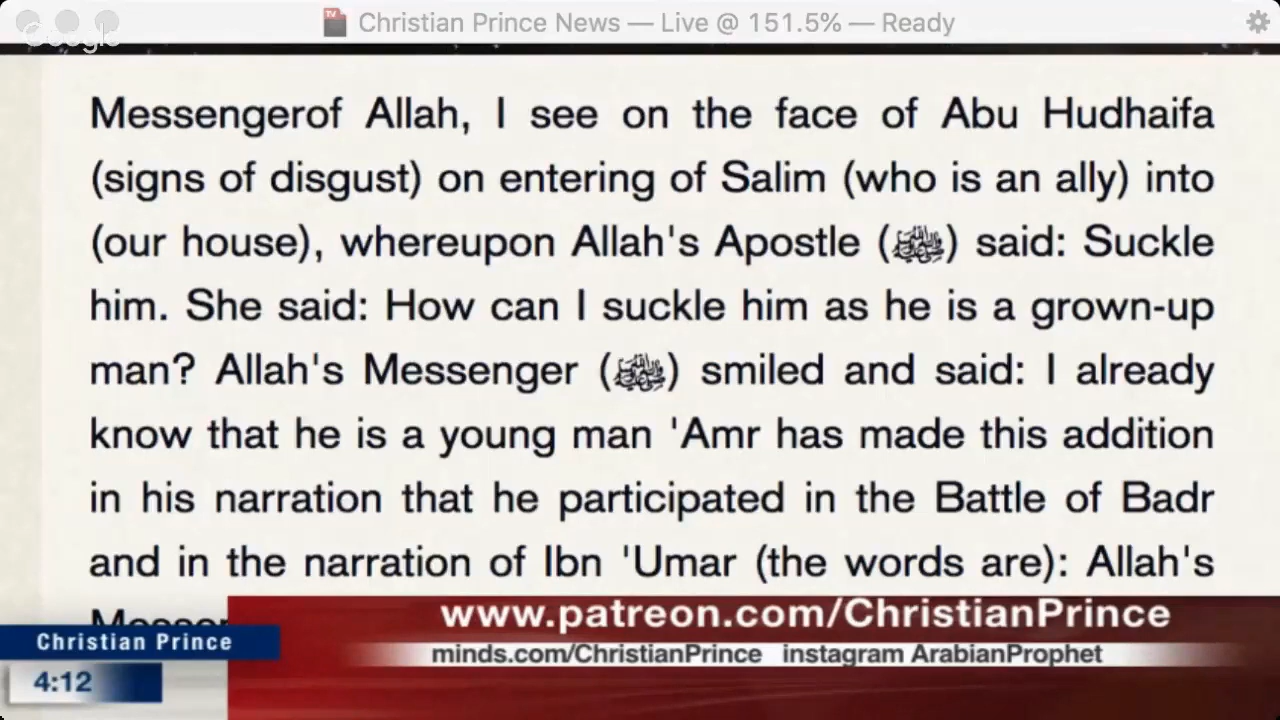 Christian Prince News — Live @ 151.5% — Ready
Google
Messengerof Allah, I see on the face of Abu Hudhaifa
(signs of disgust) on entering of Salim (who is an ally) into
(our house), whereupon Allah's Apostle (ﷺ) said: Suckle
him. She said: How can I suckle him as he is a grown-up
man? Allah's Messenger (ﷺ) smiled and said: I already
know that he is a young man 'Amr has made this addition
in his narration that he participated in the Battle of Badr
and in the narration of Ibn 'Umar (the words are): Allah's
www.patreon.com/ChristianPrince
Christian Prince
minds.com/ChristianPrince instagram ArabianProphet
4:12